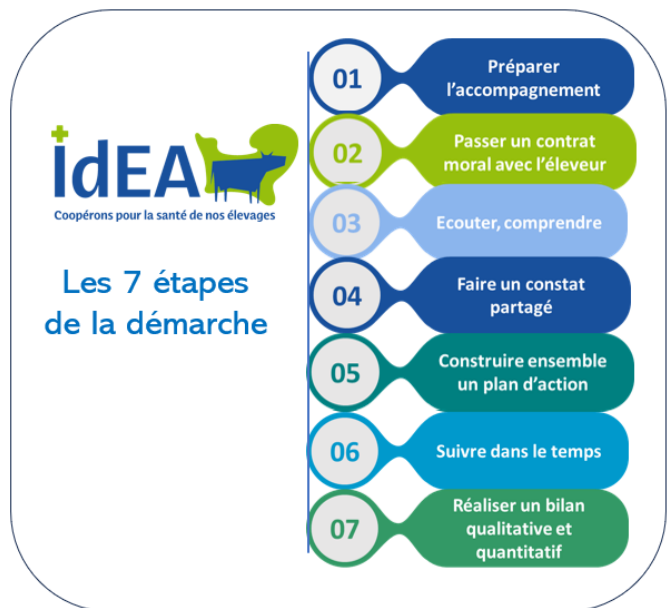 idEA
Coopérons pour la santé de nos élevages
Les 7 étapes
de la démarche
01
Préparer
l'accompagnement
02
Passer un contrat
moral avec l'éleveur
03
Ecouter, comprendre
04
Faire un constat
partagé
05
Construire ensemble
un plan d'action
06
Suivre dans le temps
07
Réaliser un bilan
qualitative et
quantitatif